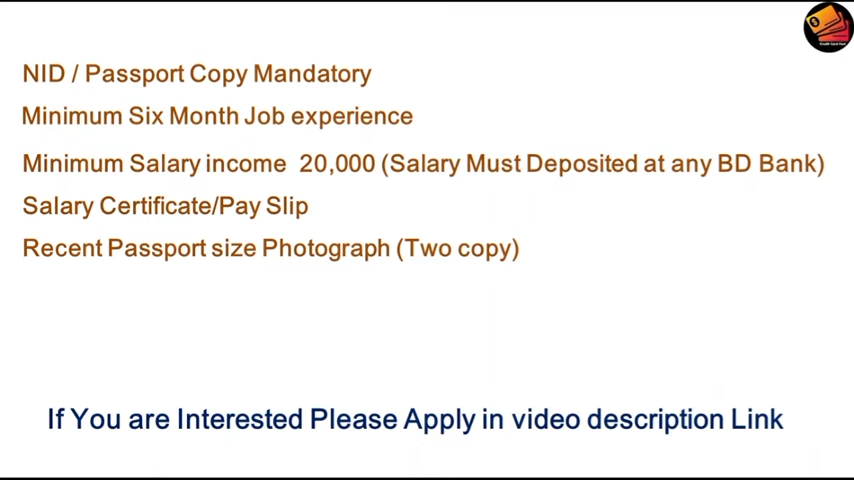 NID / Passport Copy Mandatory
Minimum Six Month Job experience
Minimum Salary income 20,000 (Salary Must Deposited at any BD Bank)
Salary Certificate/Pay Slip
Recent Passport size Photograph (Two copy)
If You are Interested Please Apply in video description Link